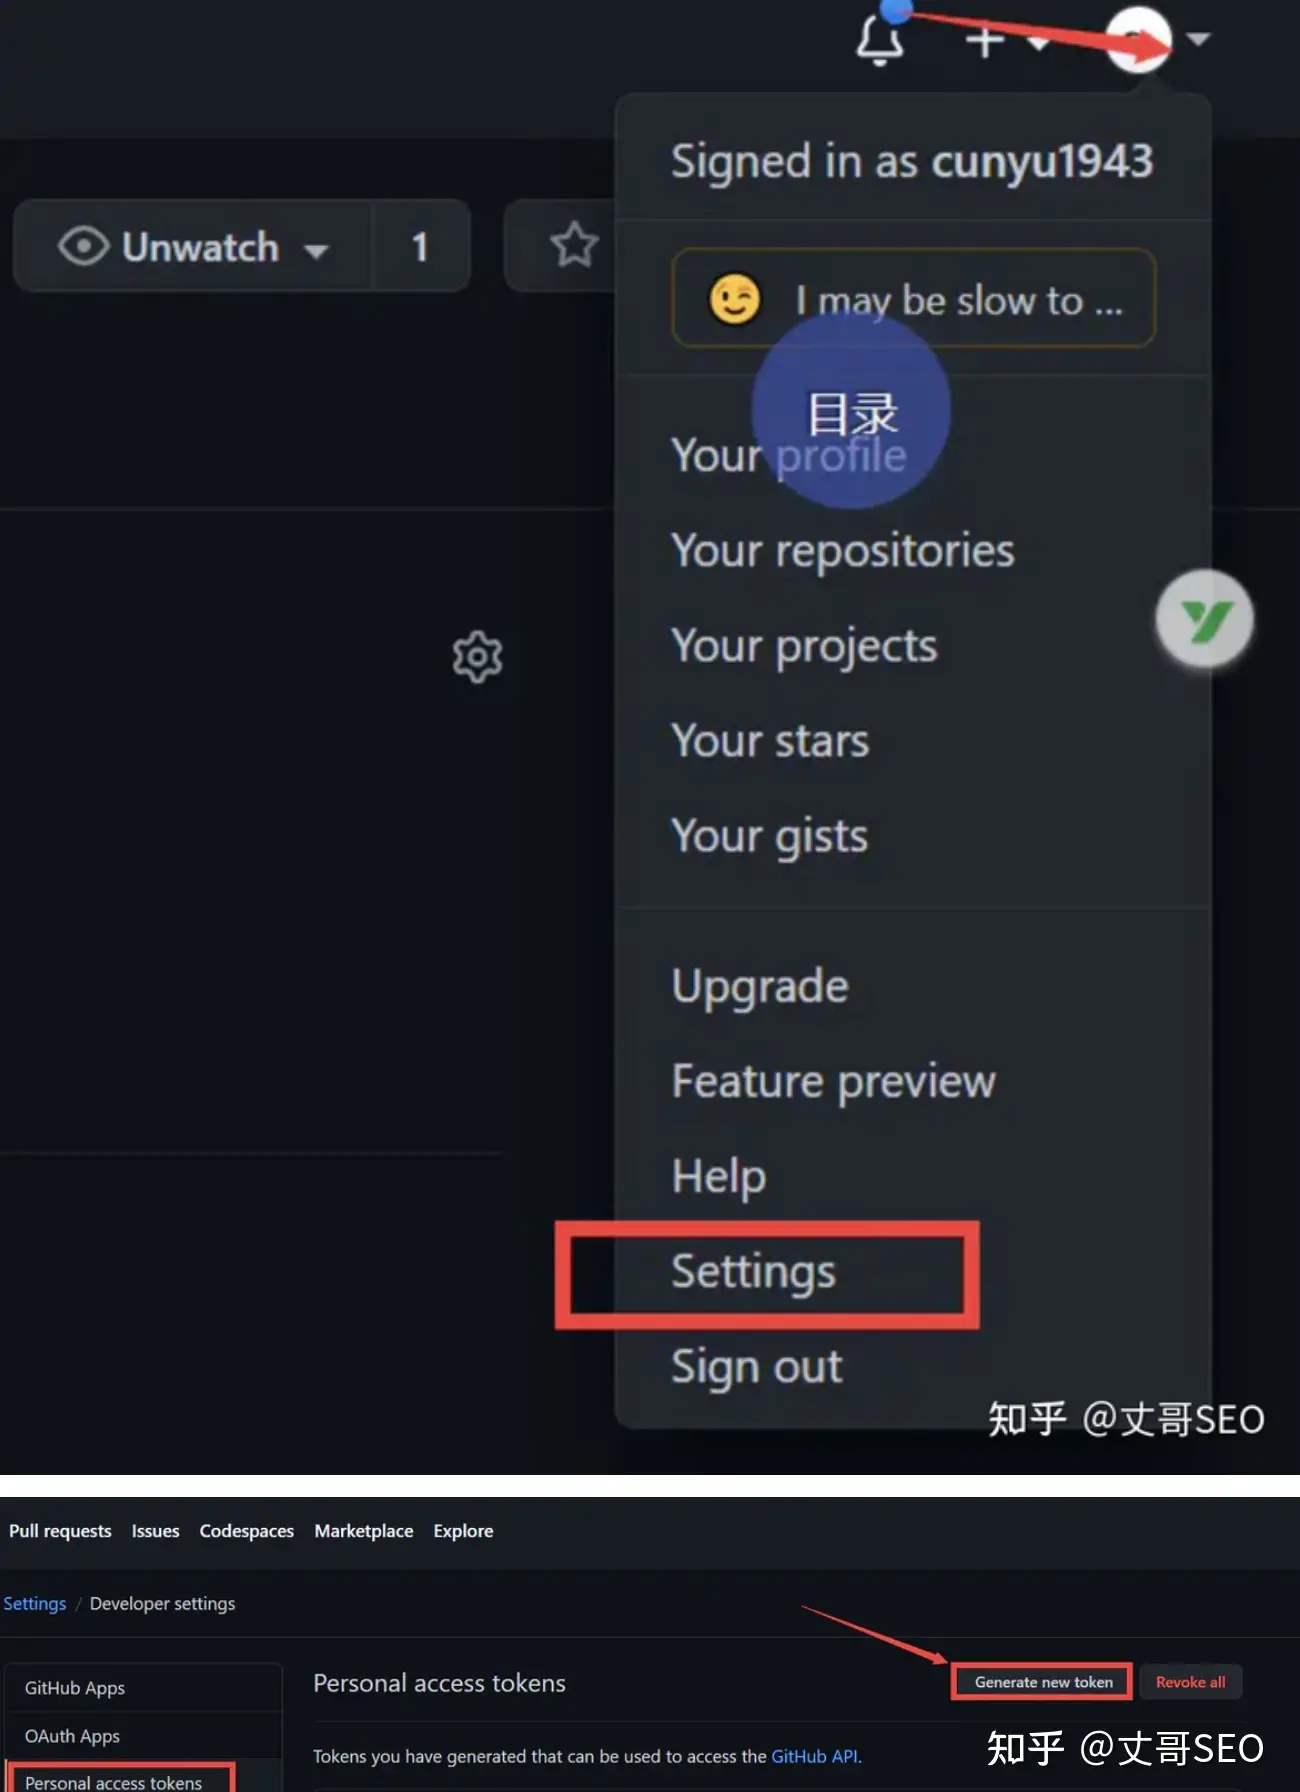 Signed in as cunyu1943
Unwatch 1
I may be slow to ...
目录
Your profile
Your repositories
Your projects
Your stars
Your gists
Upgrade
Feature preview
Help
Settings
Sign out
知乎 @丈哥SEO
Pull requests Issues Codespaces Marketplace Explore
Settings / Developer settings
GitHub Apps
Personal access tokens
Generate new token
Revoke all
OAuth Apps
Tokens you have generated that can be used to access the GitHub API.
知乎 @丈哥SEO
Personal access tokens